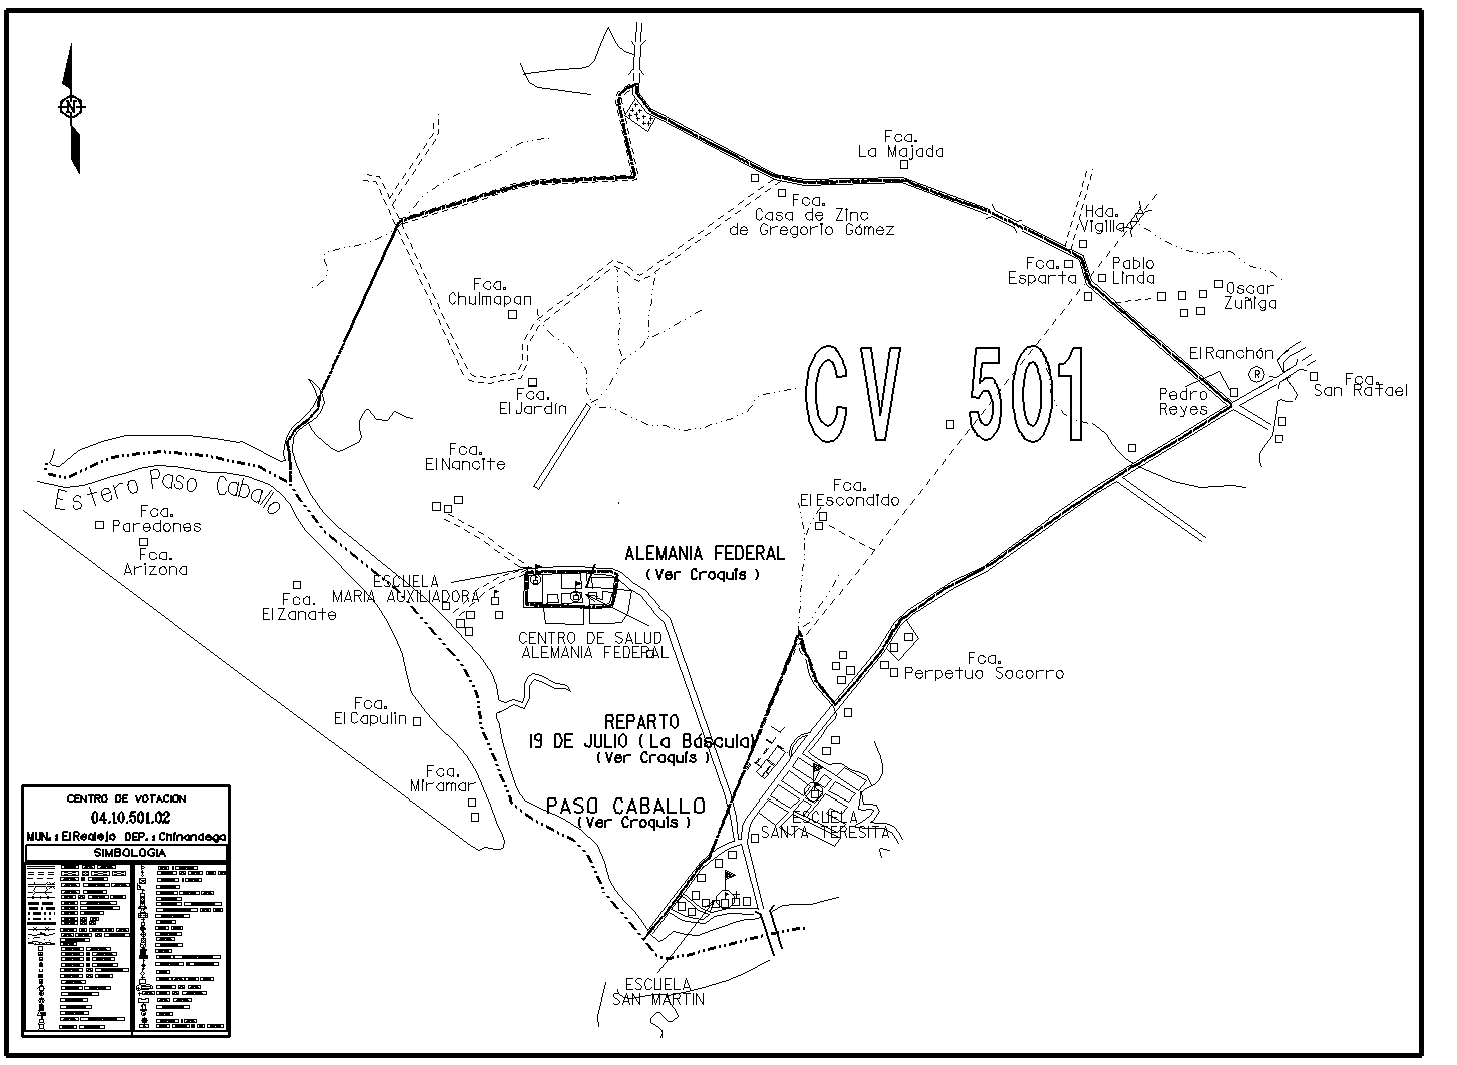 N
Fca.
La Majada
Fca.
Casa de Zinc
de Gregorio Gómez
Hda.
Vigilla
Fca.
Esparta
Pablo
Linda
Oscar
Zuñiga
Fca.
Chulmapan
El Ranchón
R
Fca.
San Rafael
Pedro
Reyes
CV 501
Fca.
El Jardín
Fca.
El Nancite
Estero Paso Caballo
Fca.
Paredones
Fca.
Arizona
Fca.
El Escondido
ALEMANIA FEDERAL
(Ver Croquis)
ESCUELA
MARIA AUXILIADORA
Fca.
El Zanate
CENTRO DE SALUD
ALEMANIA FEDERAL
Fca.
Perpetuo Socorro
Fca.
El Capulin
REPARTO
19 DE JULIO (La Báscula)
(Ver Croquis)
Fca.
Miramar
PASO CABALLO
(Ver Croquis)
ESCUELA
SANTA TERESITA
ESCUELA
SAN MARTIN
CENTRO DE VOTACION
04.10.501.02
MUN.: El Realejo DEP.: Chinandega
SIMBOLOGIA